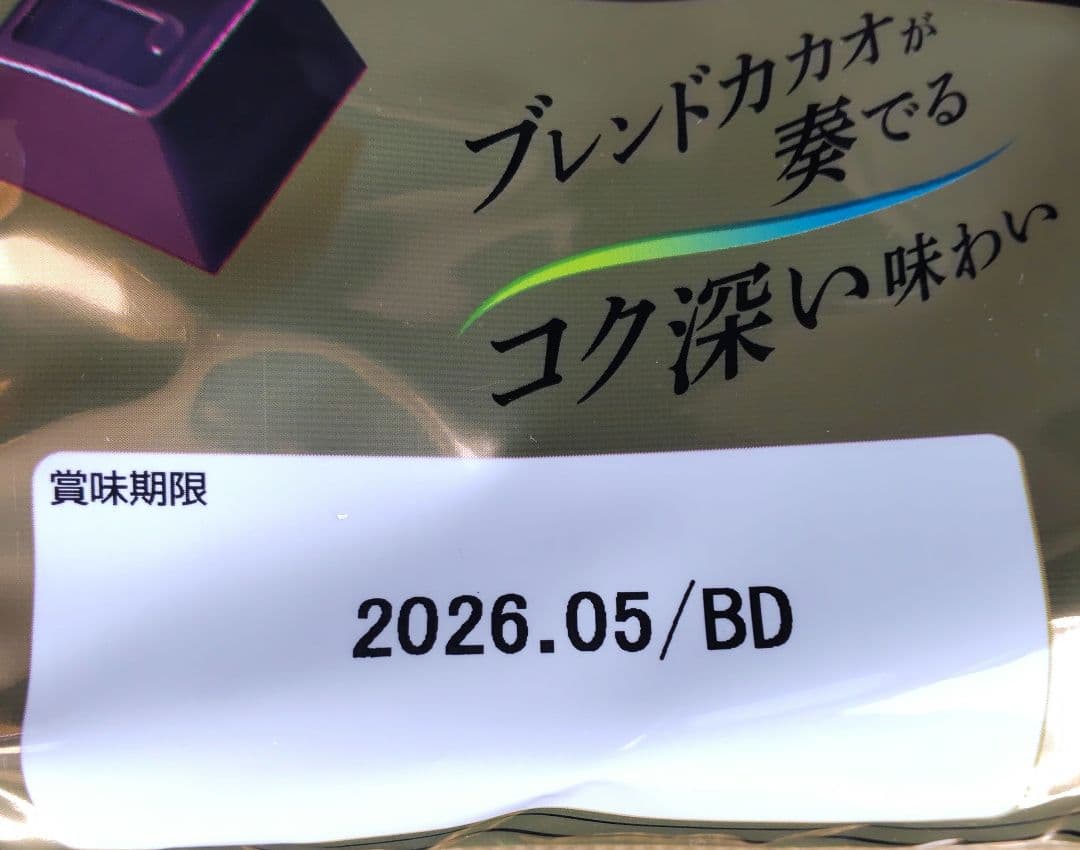 ブレンドカカオが
奏でる
コク深い味わい
賞味期限
2026.05/BD